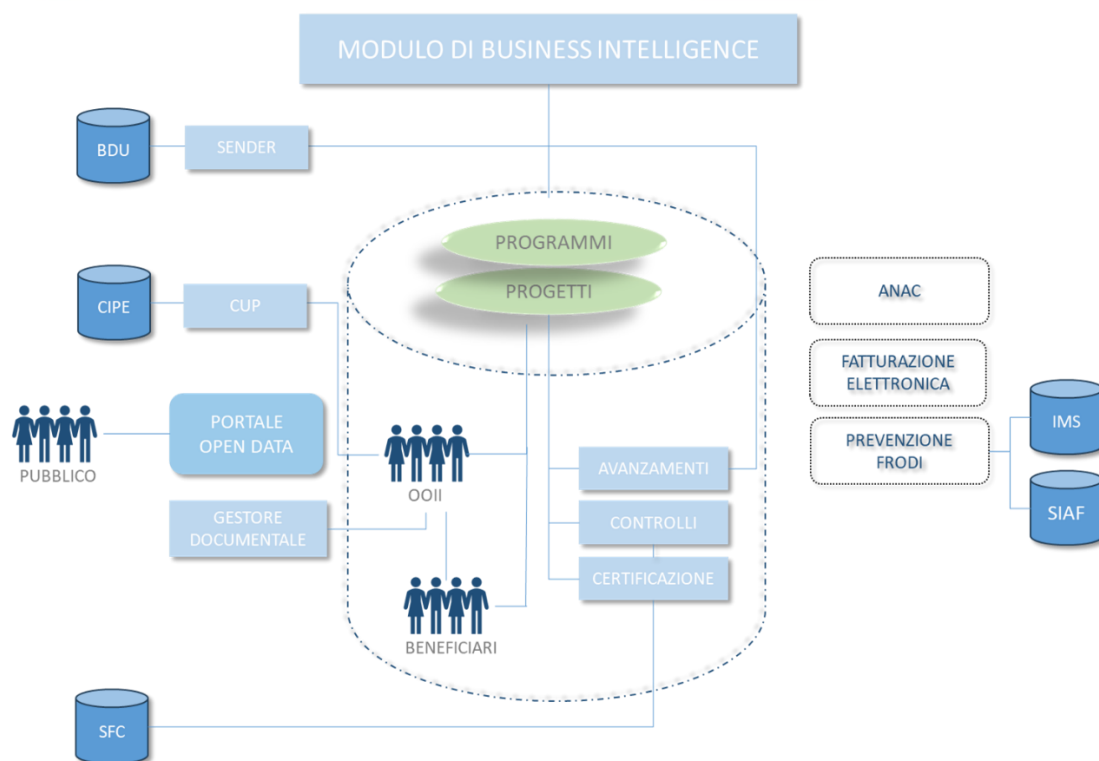 MODULO DI BUSINESS INTELLIGENCE
BDU
SENDER
PROGRAMMI
PROGETTI
CIPE
CUP
ANAC
FATTURAZIONE
ELETTRONICA
PREVENZIONE
FRODI
IMS
SIAF
PUBBLICO
PORTALE
OPEN DATA
OOII
GESTORE
DOCUMENTALE
AVANZAMENTI
CONTROLLI
CERTIFICAZIONE
BENEFICIARI
SFC